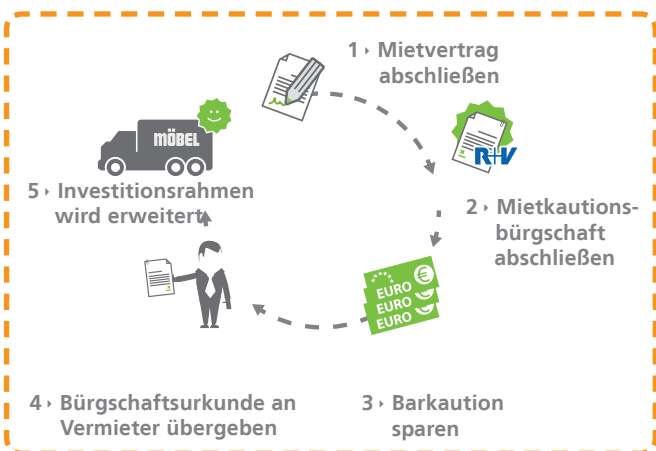 1 › Mietvertrag
abschließen
R+V
2 › Mietkautions-
bürgschaft
abschließen
EURO €
EURO
EURO
3 › Barkaution
sparen
4 › Bürgschaftsurkunde an
Vermieter übergeben
MÖBEL
5 › Investitionsrahmen
wird erweitert